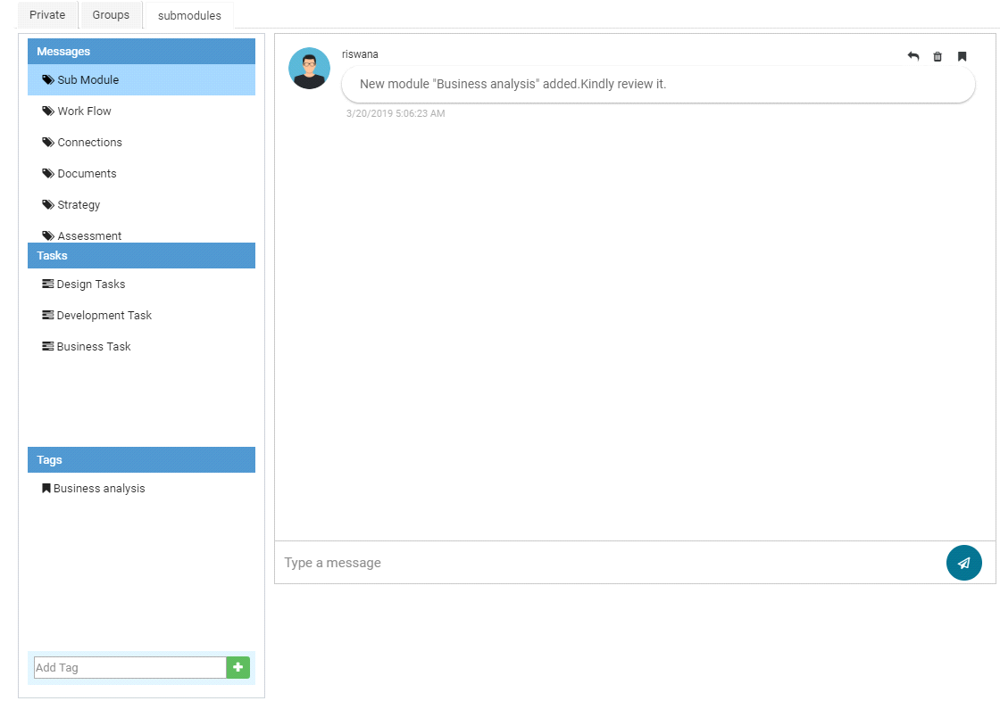 Private
Groups
submodules
Messages
Sub Module
Work Flow
Connections
Documents
Strategy
Assessment
Tasks
Design Tasks
Development Task
Business Task
Tags
Business analysis
Add Tag
riswana
New module "Business analysis" added.Kindly review it.
3/20/2019 5:06:23 AM
Type a message